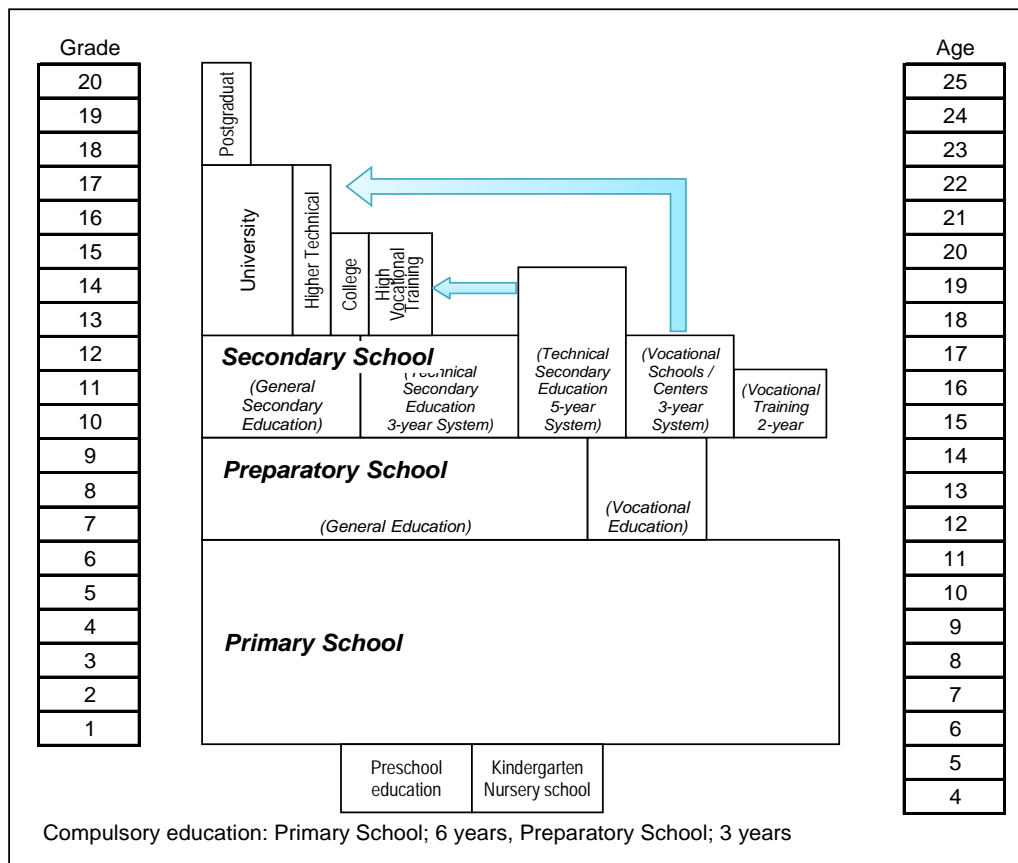 Grade
20
19
18
17
16
15
14
13
12
11
10
9
8
7
6
5
4
3
2
1
Age
25
24
23
22
21
20
19
18
17
16
15
14
13
12
11
10
9
8
7
6
5
4
Postgraduat
University
Higher Technical
College
High
Vocational
Training
Secondary School
(General
Secondary
Education)
(Technical
Secondary
Education
3-year System)
(Technical
Secondary
Education
5-year
System)
(Vocational
Schools /
Centers
3-year
System)
(Vocational
Training
2-year
Preparatory School
(General Education)
(Vocational
Education)
Primary School
Preschool
education
Kindergarten
Nursery school
Compulsory education: Primary School; 6 years, Preparatory School; 3 years